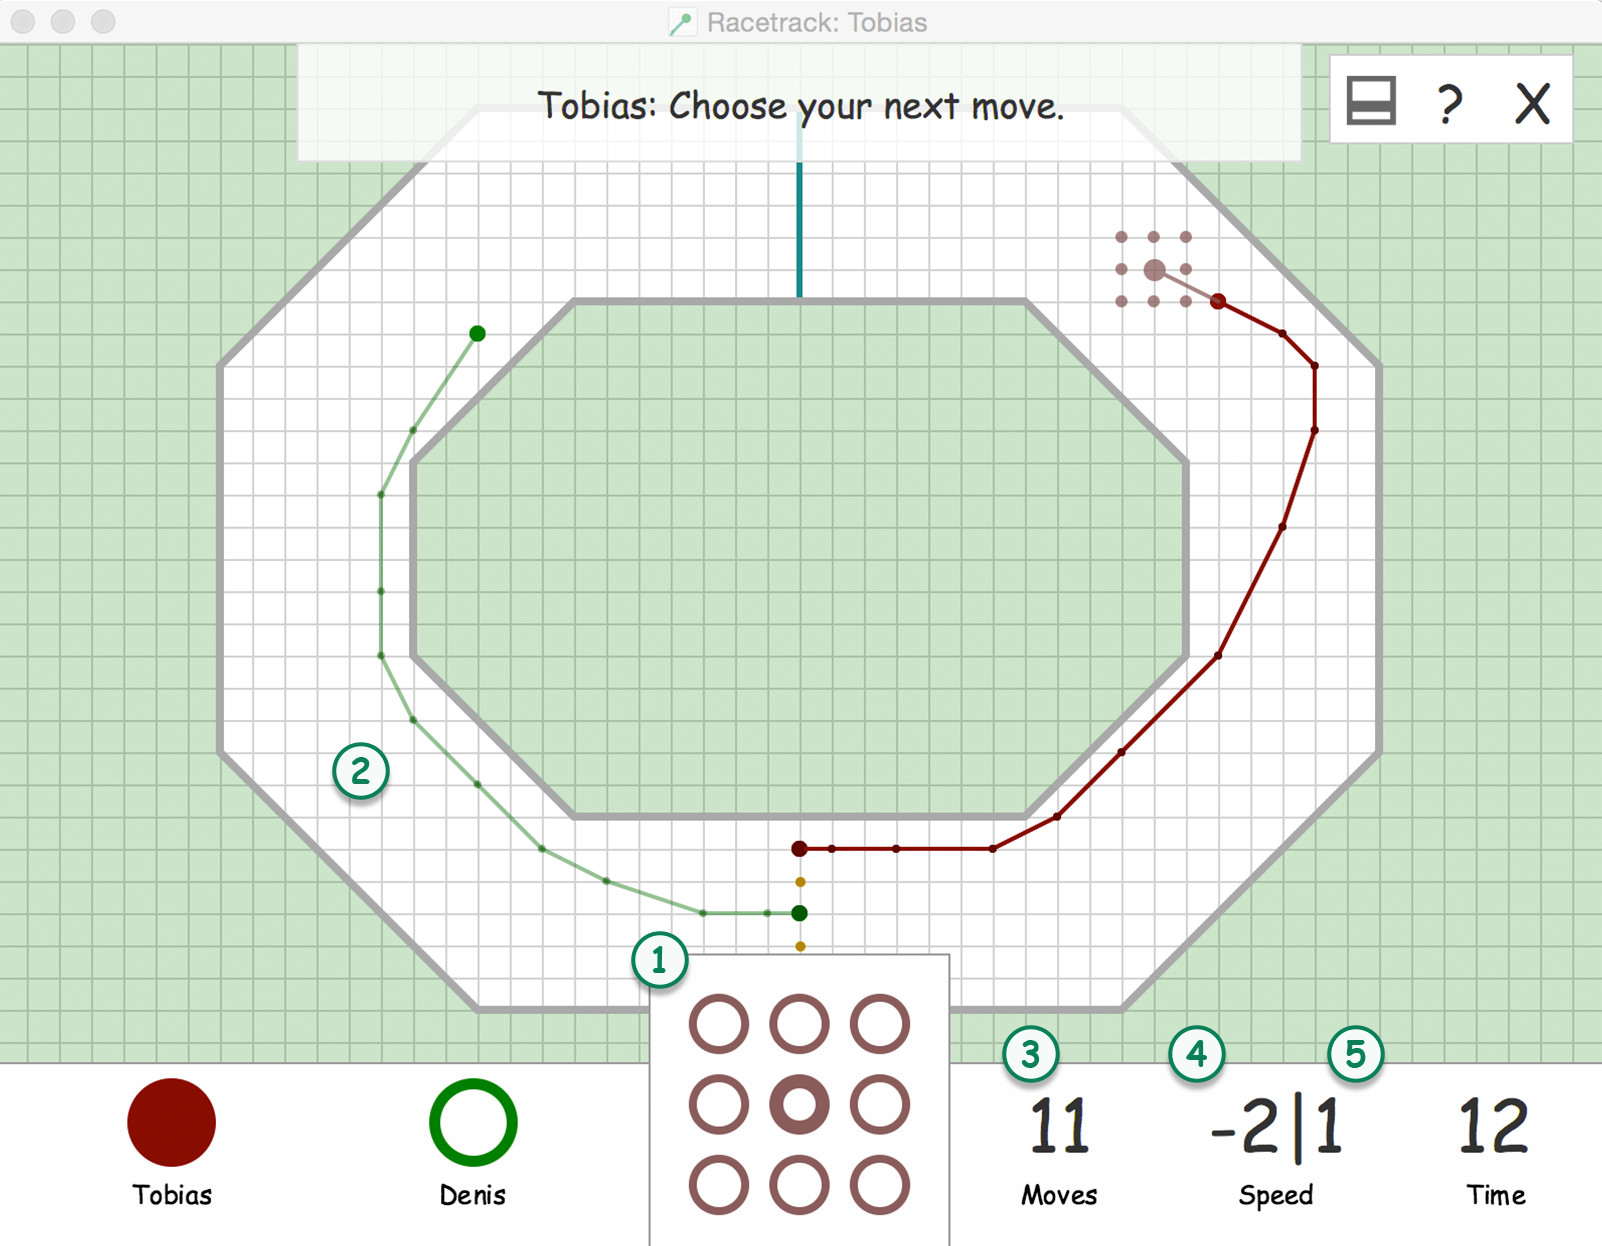 Racetrack: Tobias
Tobias: Choose your next move.
? X
2
1
3 4 5
11 -2|1 12
Tobias Denis Moves Speed Time